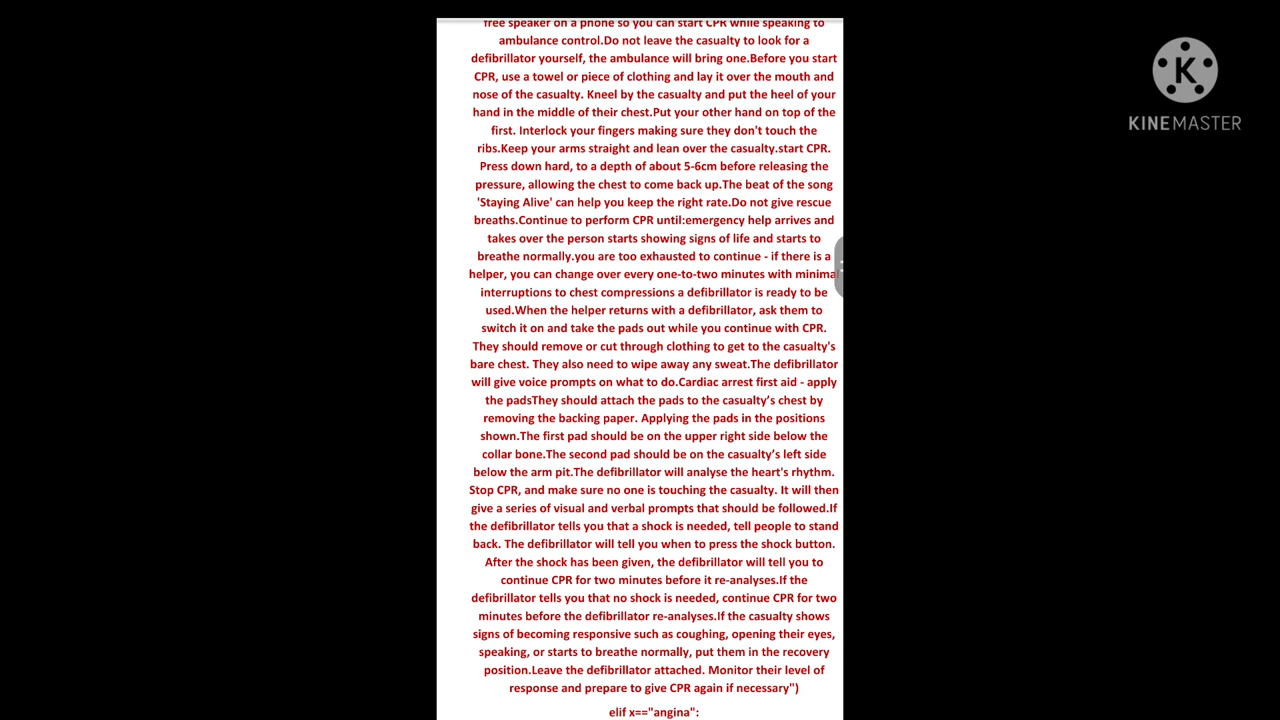 free speaker on a phone so you can start CPR while speaking to
ambulance control.Do not leave the casualty to look for a
defibrillator yourself, the ambulance will bring one.Before you start
CPR, use a towel or piece of clothing and lay it over the mouth and
nose of the casualty. Kneel by the casualty and put the heel of your
hand in the middle of their chest.Put your other hand on top of the
first. Interlock your fingers making sure they don't touch the
ribs.Keep your arms straight and lean over the casualty.start CPR.
Press down hard, to a depth of about 5-6cm before releasing the
pressure, allowing the chest to come back up.The beat of the song
'Staying Alive' can help you keep the right rate.Do not give rescue
breaths.Continue to perform CPR until:emergency help arrives and
takes over the person starts showing signs of life and starts to
breathe normally.you are too exhausted to continue - if there is a
helper, you can change over every one-to-two minutes with minimal
interruptions to chest compressions a defibrillator is ready to be
used.When the helper returns with a defibrillator, ask them to
switch it on and take the pads out while you continue with CPR.
They should remove or cut through clothing to get to the casualty's
bare chest. They also need to wipe away any sweat.The defibrillator
will give voice prompts on what to do.Cardiac arrest first aid - apply
the padsThey should attach the pads to the casualty’s chest by
removing the backing paper. Applying the pads in the positions
shown.The first pad should be on the upper right side below the
collar bone.The second pad should be on the casualty’s left side
below the arm pit.The defibrillator will analyse the heart's rhythm.
Stop CPR, and make sure no one is touching the casualty. It will then
give a series of visual and verbal prompts that should be followed.If
the defibrillator tells you that a shock is needed, tell people to stand
back. The defibrillator will tell you when to press the shock button.
After the shock has been given, the defibrillator will tell you to
continue CPR for two minutes before it re-analyses.If the
defibrillator tells you that no shock is needed, continue CPR for two
minutes before the defibrillator re-analyses.If the casualty shows
signs of becoming responsive such as coughing, opening their eyes,
speaking, or starts to breathe normally, put them in the recovery
position.Leave the defibrillator attached. Monitor their level of
response and prepare to give CPR again if necessary")
elif x=="angina":
K
KINEMASTER